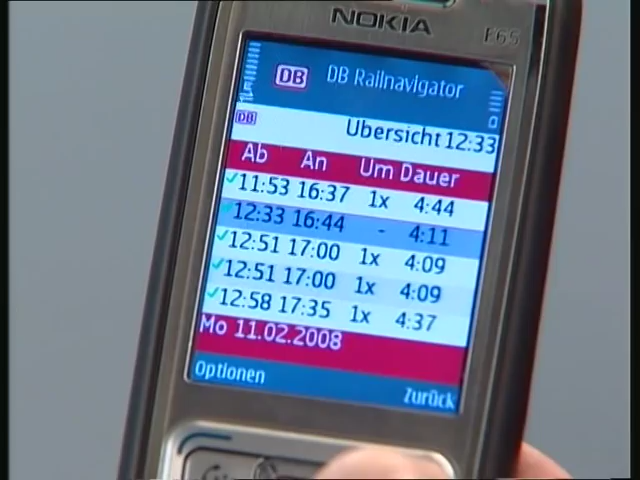 NOKIA E65
DB DB Railnavigator
DB Übersicht 12:33
Ab An Um Dauer
11:53 16:37 1x 4:44
12:33 16:44 - 4:11
12:51 17:00 1x 4:09
12:51 17:00 1x 4:09
12:58 17:35 1x 4:37
Mo 11.02.2008
Optionen Zurück